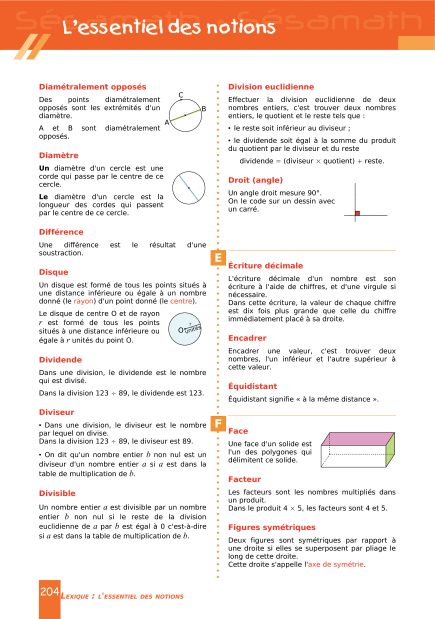 Sésamath Sésamath
L'essentiel des notions
Diamétralement opposés
Des points diamétralement
opposés sont les extrémités d'un
diamètre.
A et B sont diamétralement
opposés.
C
B
A
Diamètre
Un diamètre d'un cercle est une
corde qui passe par le centre de ce
cercle.
Le diamètre d'un cercle est la
longueur des cordes qui passent
par le centre de ce cercle.
Différence
Une différence est le résultat d'une
soustraction.
Disque
Un disque est formé de tous les points situés à
une distance inférieure ou égale à un nombre
donné (le rayon) d'un point donné (le centre).
Le disque de centre O et de rayon
r est formé de tous les points
situés à une distance inférieure ou
égale à r unités du point O.
O
Dividende
Dans une division, le dividende est le nombre
qui est divisé.
Dans la division 123 ÷ 89, le dividende est 123.
Diviseur
• Dans une division, le diviseur est le nombre
par lequel on divise.
Dans la division 123 ÷ 89, le diviseur est 89.
• On dit qu'un nombre entier b non nul est un
diviseur d'un nombre entier a si a est dans la
table de multiplication de b.
Divisible
Un nombre entier a est divisible par un nombre
entier b non nul si le reste de la division
euclidienne de a par b est égal à 0 c'est-à-dire
si a est dans la table de multiplication de b.
Division euclidienne
Effectuer la division euclidienne de deux
nombres entiers, c'est trouver deux nombres
entiers, le quotient et le reste tels que :
• le reste soit inférieur au diviseur ;
• le dividende soit égal à la somme du produit
du quotient par le diviseur et du reste
dividende = (diviseur × quotient) + reste.
Droit (angle)
Un angle droit mesure 90°.
On le code sur un dessin avec
un carré.
E
Écriture décimale
L'écriture décimale d'un nombre est son
écriture à l'aide de chiffres, et d'une virgule si
nécessaire.
Dans cette écriture, la valeur de chaque chiffre
est dix fois plus grande que celle du chiffre
immédiatement placé à sa droite.
Encadrer
Encadrer une valeur, c'est trouver deux
nombres, l'un inférieur et l'autre supérieur à
cette valeur.
Équidistant
Équidistant signifie « à la même distance ».
F
Face
Une face d'un solide est
l'un des polygones qui
délimitent ce solide.
Facteur
Les facteurs sont les nombres multipliés dans
un produit.
Dans le produit 4 × 5, les facteurs sont 4 et 5.
Figures symétriques
Deux figures sont symétriques par rapport à
une droite si elles se superposent par pliage le
long de cette droite.
Cette droite s'appelle l'axe de symétrie.
204 Lexique : l'essentiel des notions